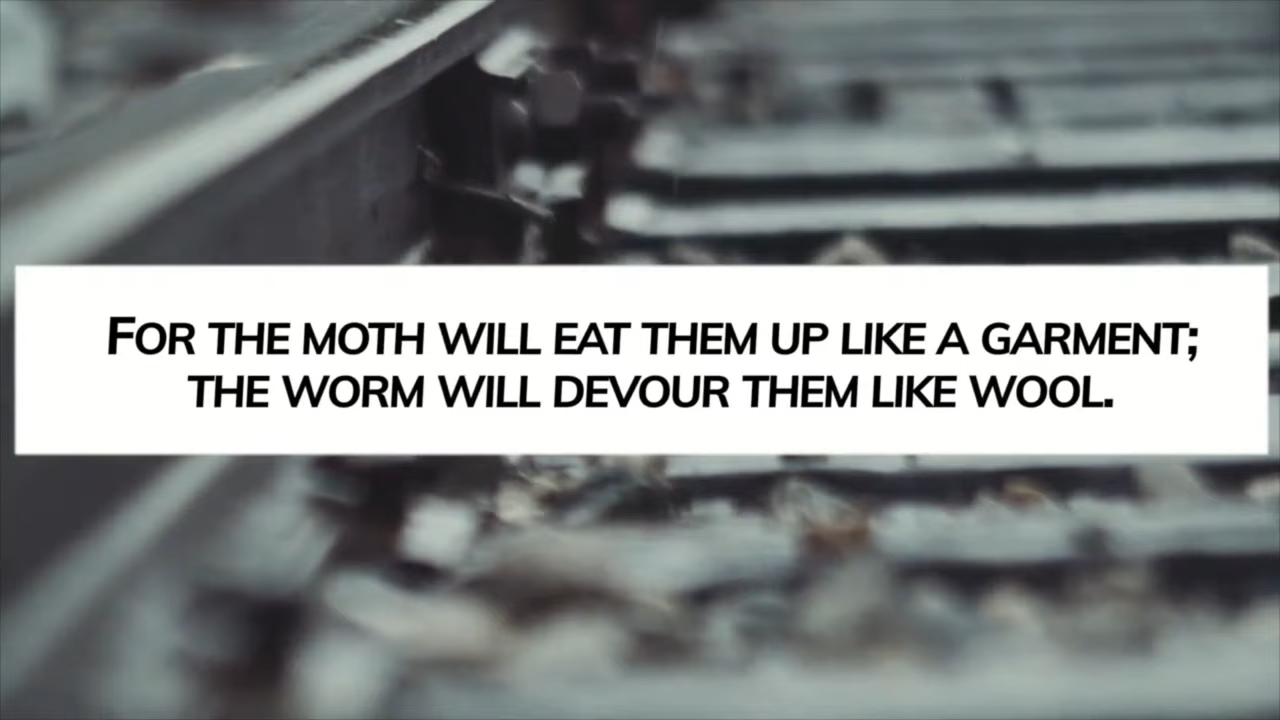 For the moth will eat them up like a garment;
the worm will devour them like wool.